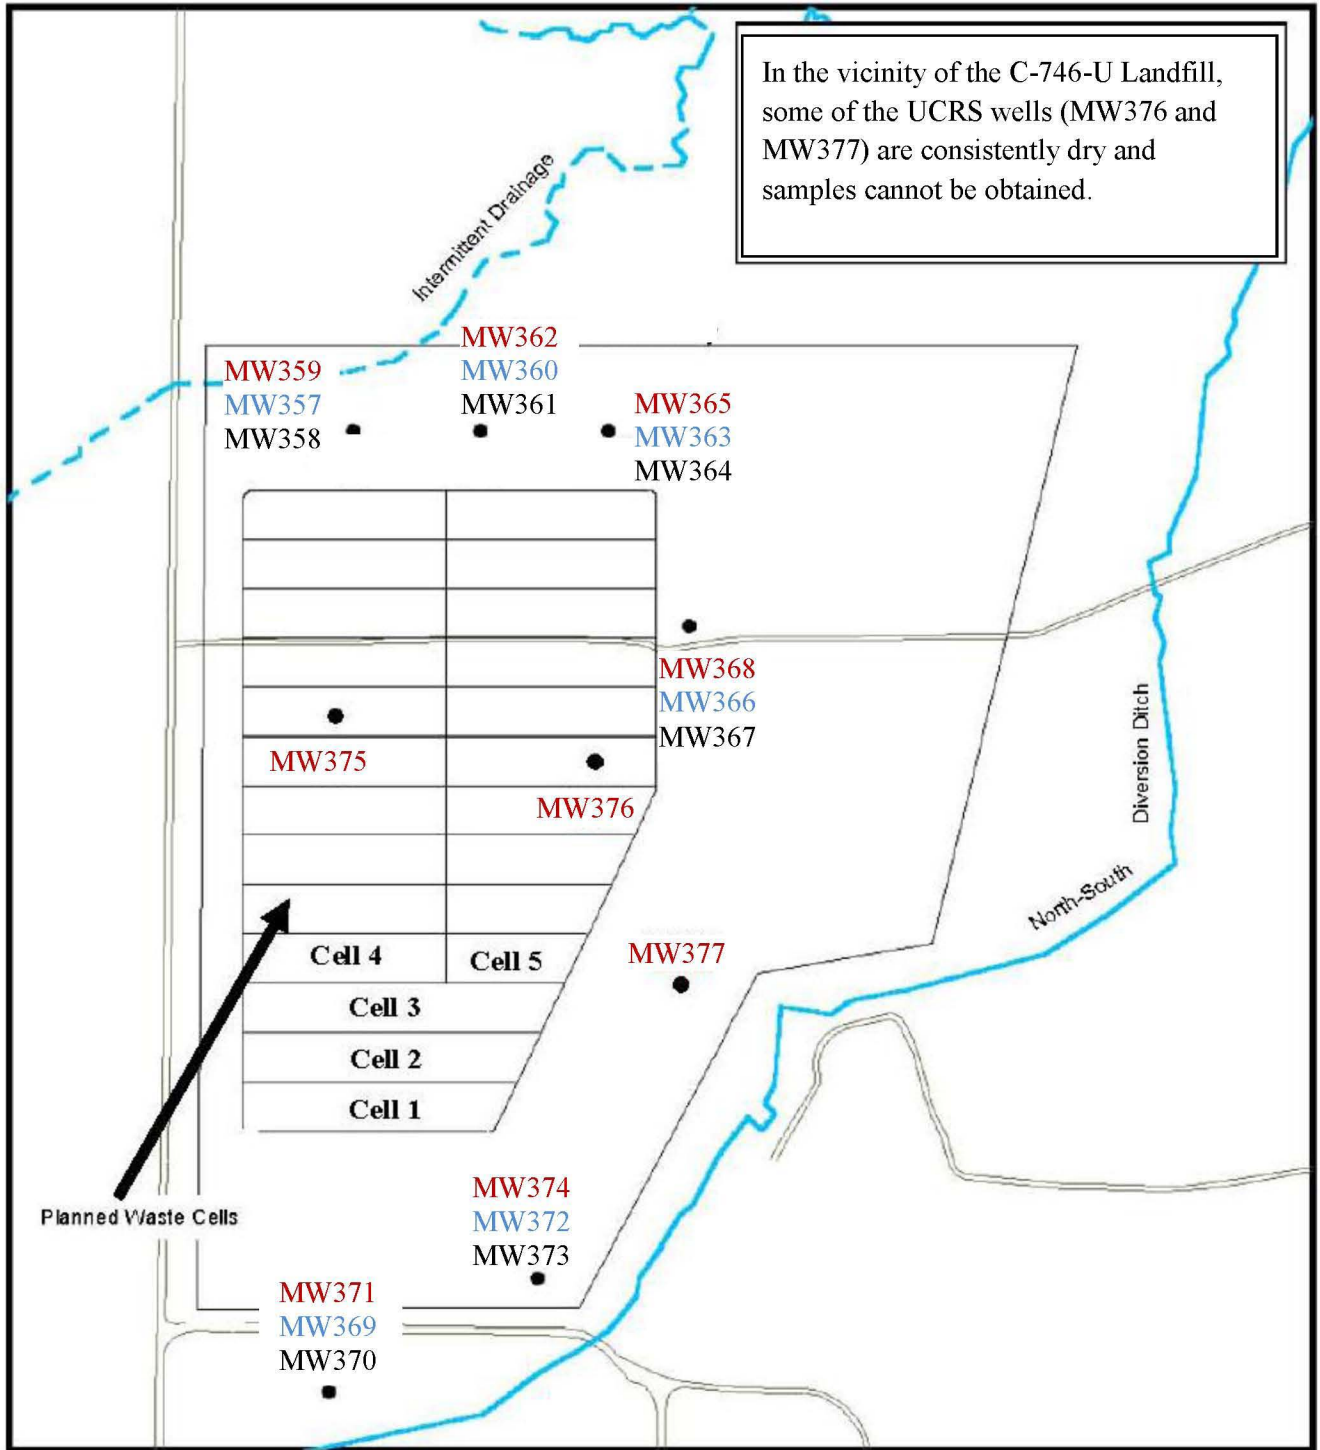 In the vicinity of the C-746-U Landfill,
some of the UCRS wells (MW376 and
MW377) are consistently dry and
samples cannot be obtained.
Intermittent Drainage
MW362
MW360
MW361
MW359
MW357
MW358
MW365
MW363
MW364
MW368
MW366
MW367
MW375
MW376
Diversion Ditch
North-South
MW377
Cell 4
Cell 5
Cell 3
Cell 2
Cell 1
Planned Waste Cells
MW374
MW372
MW373
MW371
MW369
MW370